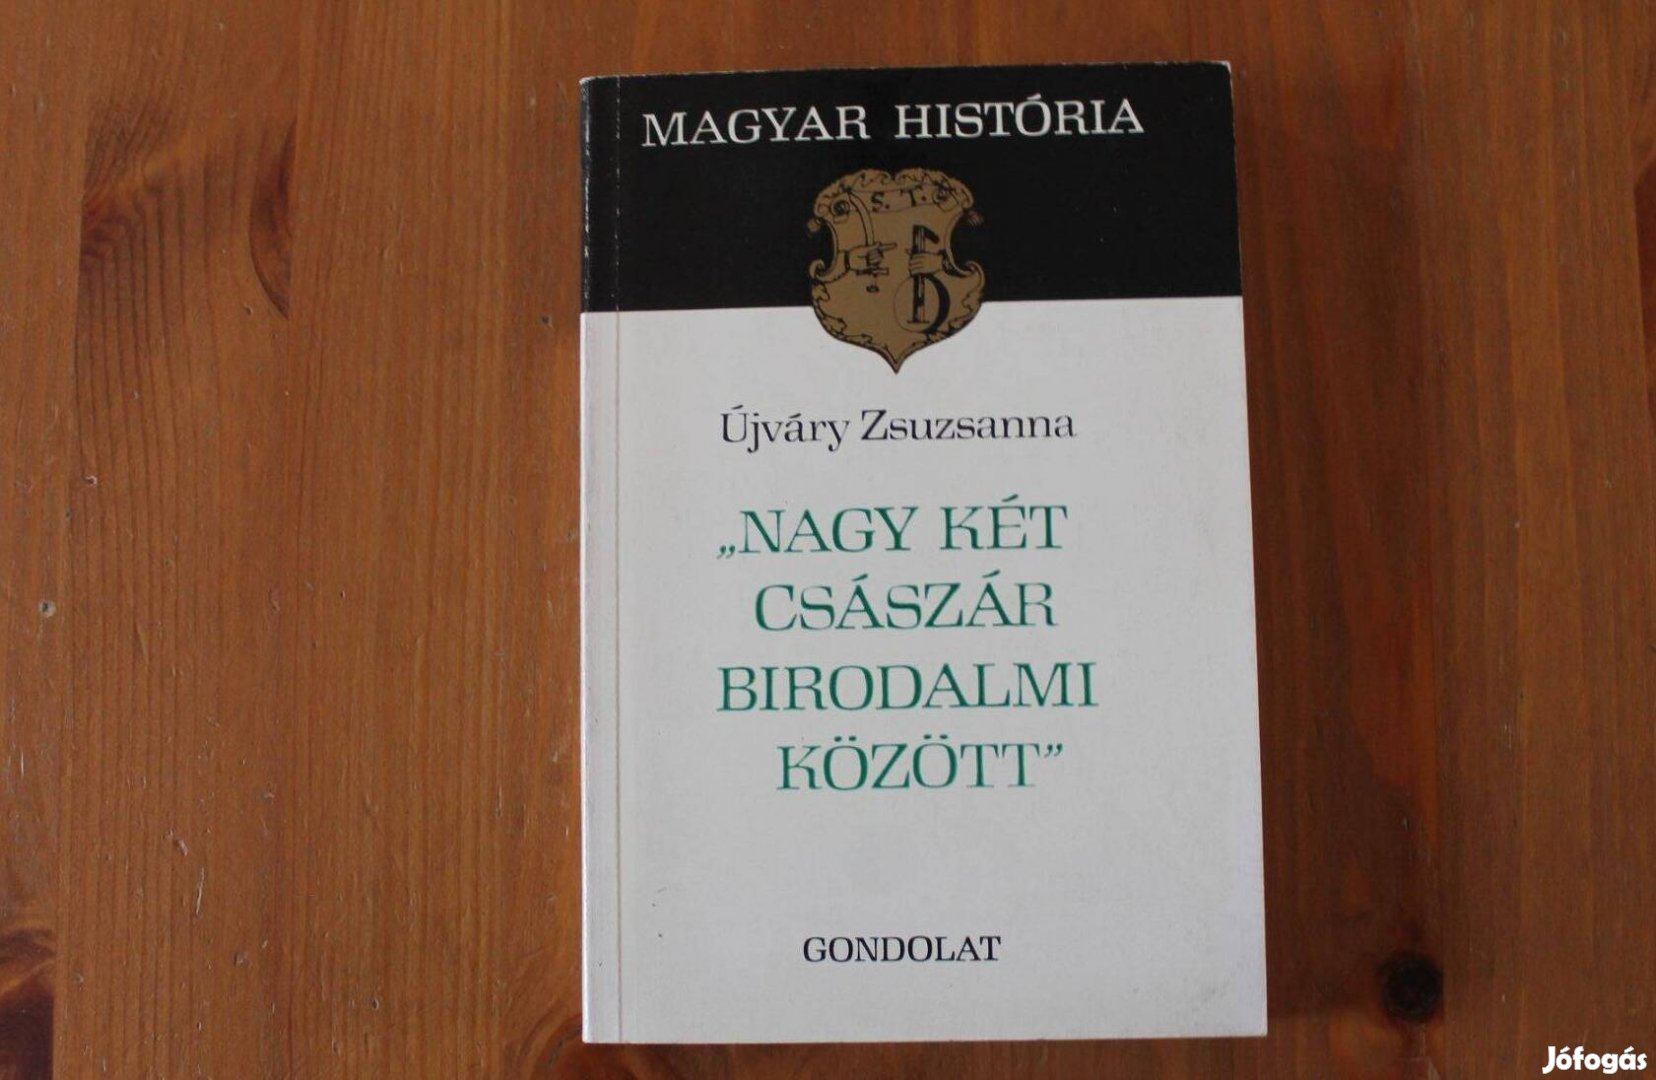 MAGYAR HISTÓRIA
S. T.
Újváry Zsuzsanna
„NAGY KÉT
CSÁSZÁR
BIRODALMI
KÖZÖTT”
GONDOLAT
Jófogás